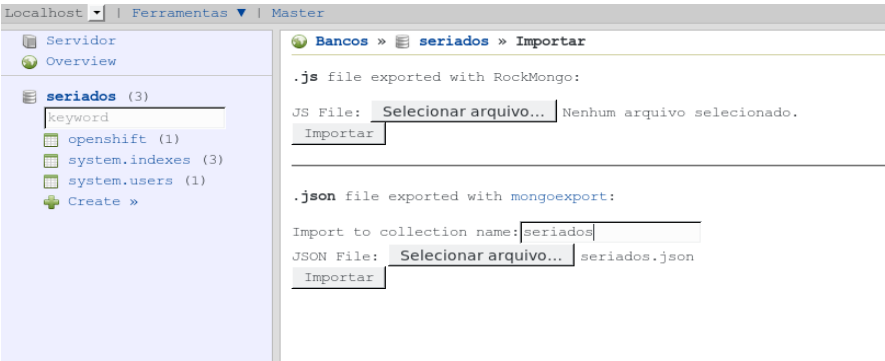 Localhost | Ferramentas ▼ | Master
Servidor
Overview
seriados (3)
keyword
openshift (1)
system.indexes (3)
system.users (1)
Create »
Bancos » seriados » Importar
.js file exported with RockMongo:
JS File: Selecionar arquivo... Nenhum arquivo selecionado.
Importar
.json file exported with mongoexport:
Import to collection name: seriados
JSON File: Selecionar arquivo... seriados.json
Importar